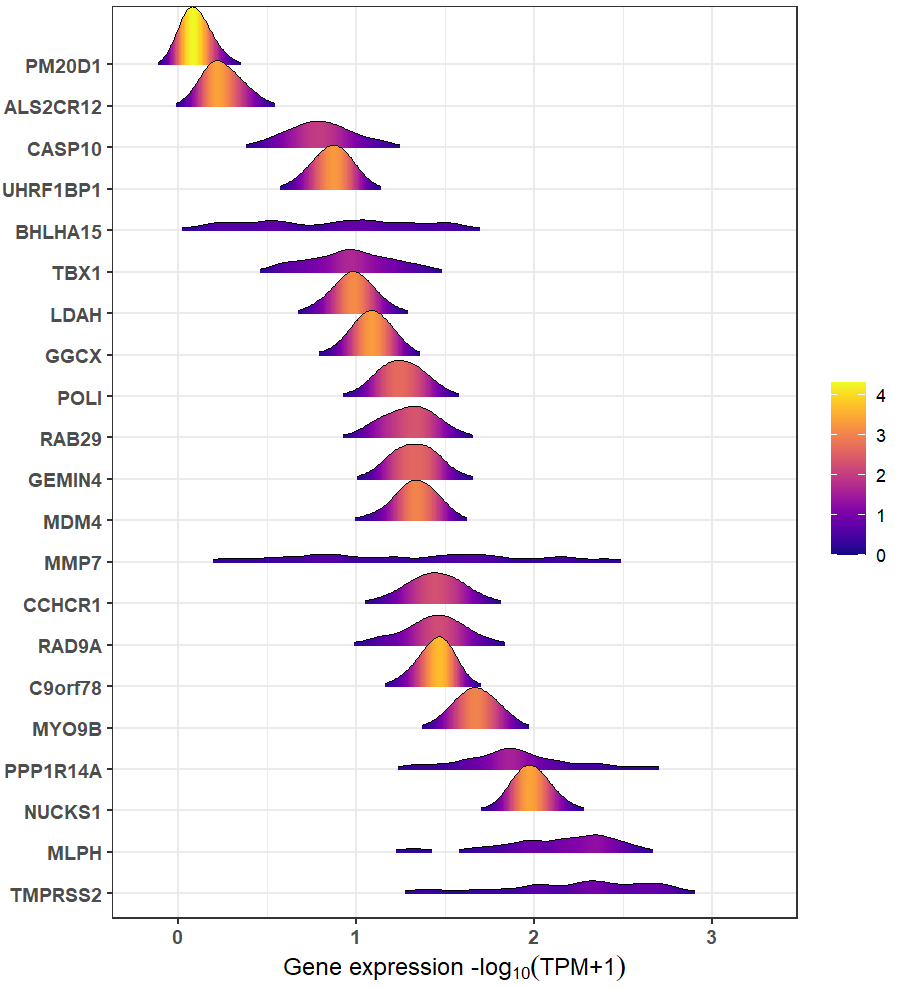 PM20D1
ALS2CR12
CASP10
UHRF1BP1
BHLHA15
TBX1
LDAH
GGCX
POLI
RAB29
GEMIN4
MDM4
MMP7
CCHCR1
RAD9A
C9orf78
MYO9B
PPP1R14A
NUCKS1
MLPH
TMPRSS2
0 1 2 3
Gene expression -log₁₀(TPM+1)
4
3
2
1
0